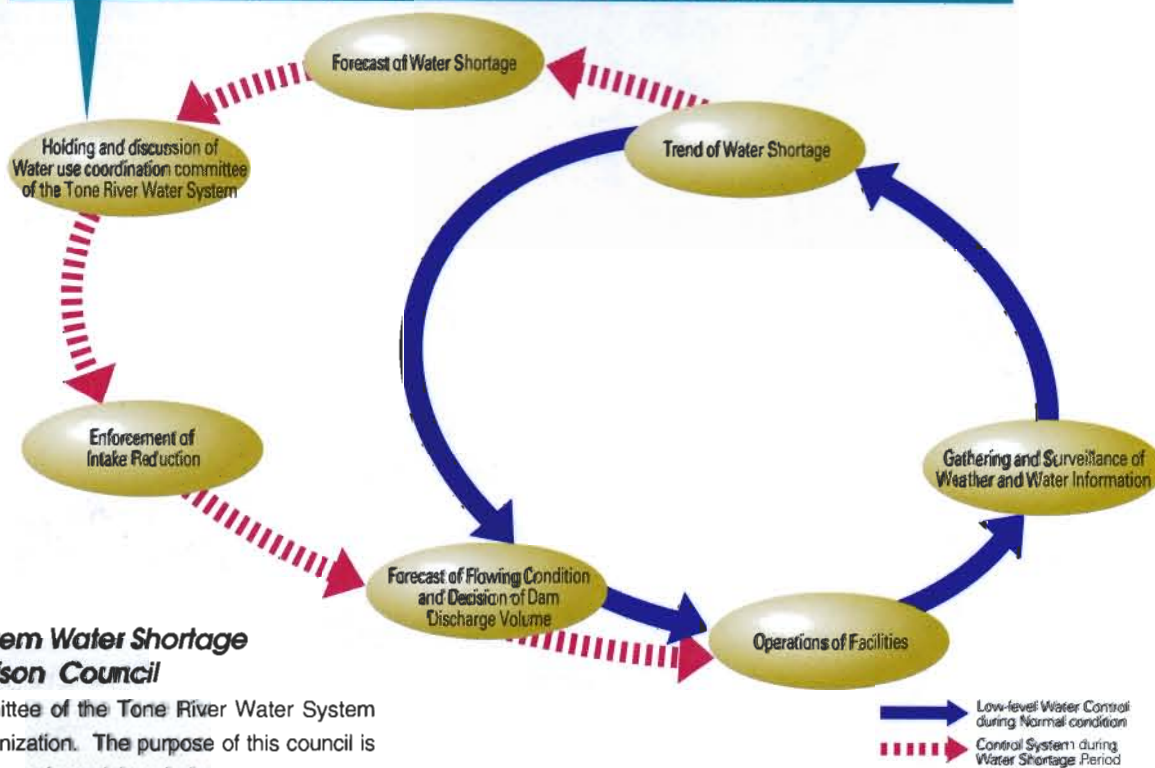 Forecast of Water Shortage
Trend of Water Shortage
Holding and discussion of
Water use coordination committee
of the Tone River Water System
Enforcement of
Intake Reduction
Gathering and Surveillance of
Weather and Water Information
Forecast of Flowing Condition
and Decision of Dam
Discharge Volume
Operations of Facilities
em Water Shortage
ison Council
ittee of the Tone River Water System
nization. The purpose of this council is
Low-level Water Control
during Normal condition
Control System during
Water Shortage Period